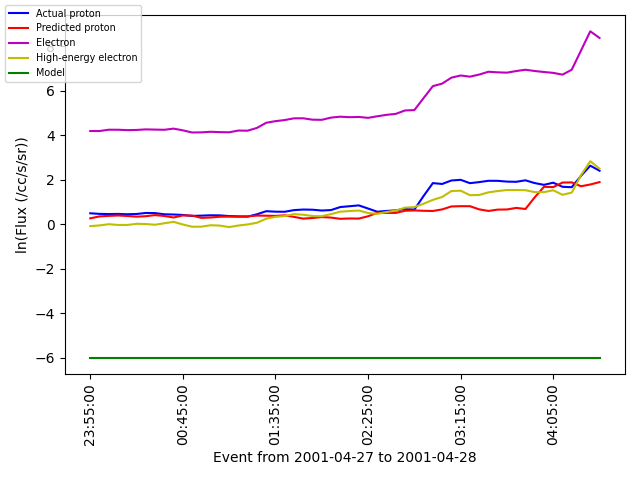 Actual proton
Predicted proton
Electron
High-energy electron
Model
8
6
4
2
0
−2
−4
−6
ln(Flux (/cc/s/sr))
23:55:00
00:45:00
01:35:00
02:25:00
03:15:00
04:05:00
Event from 2001-04-27 to 2001-04-28